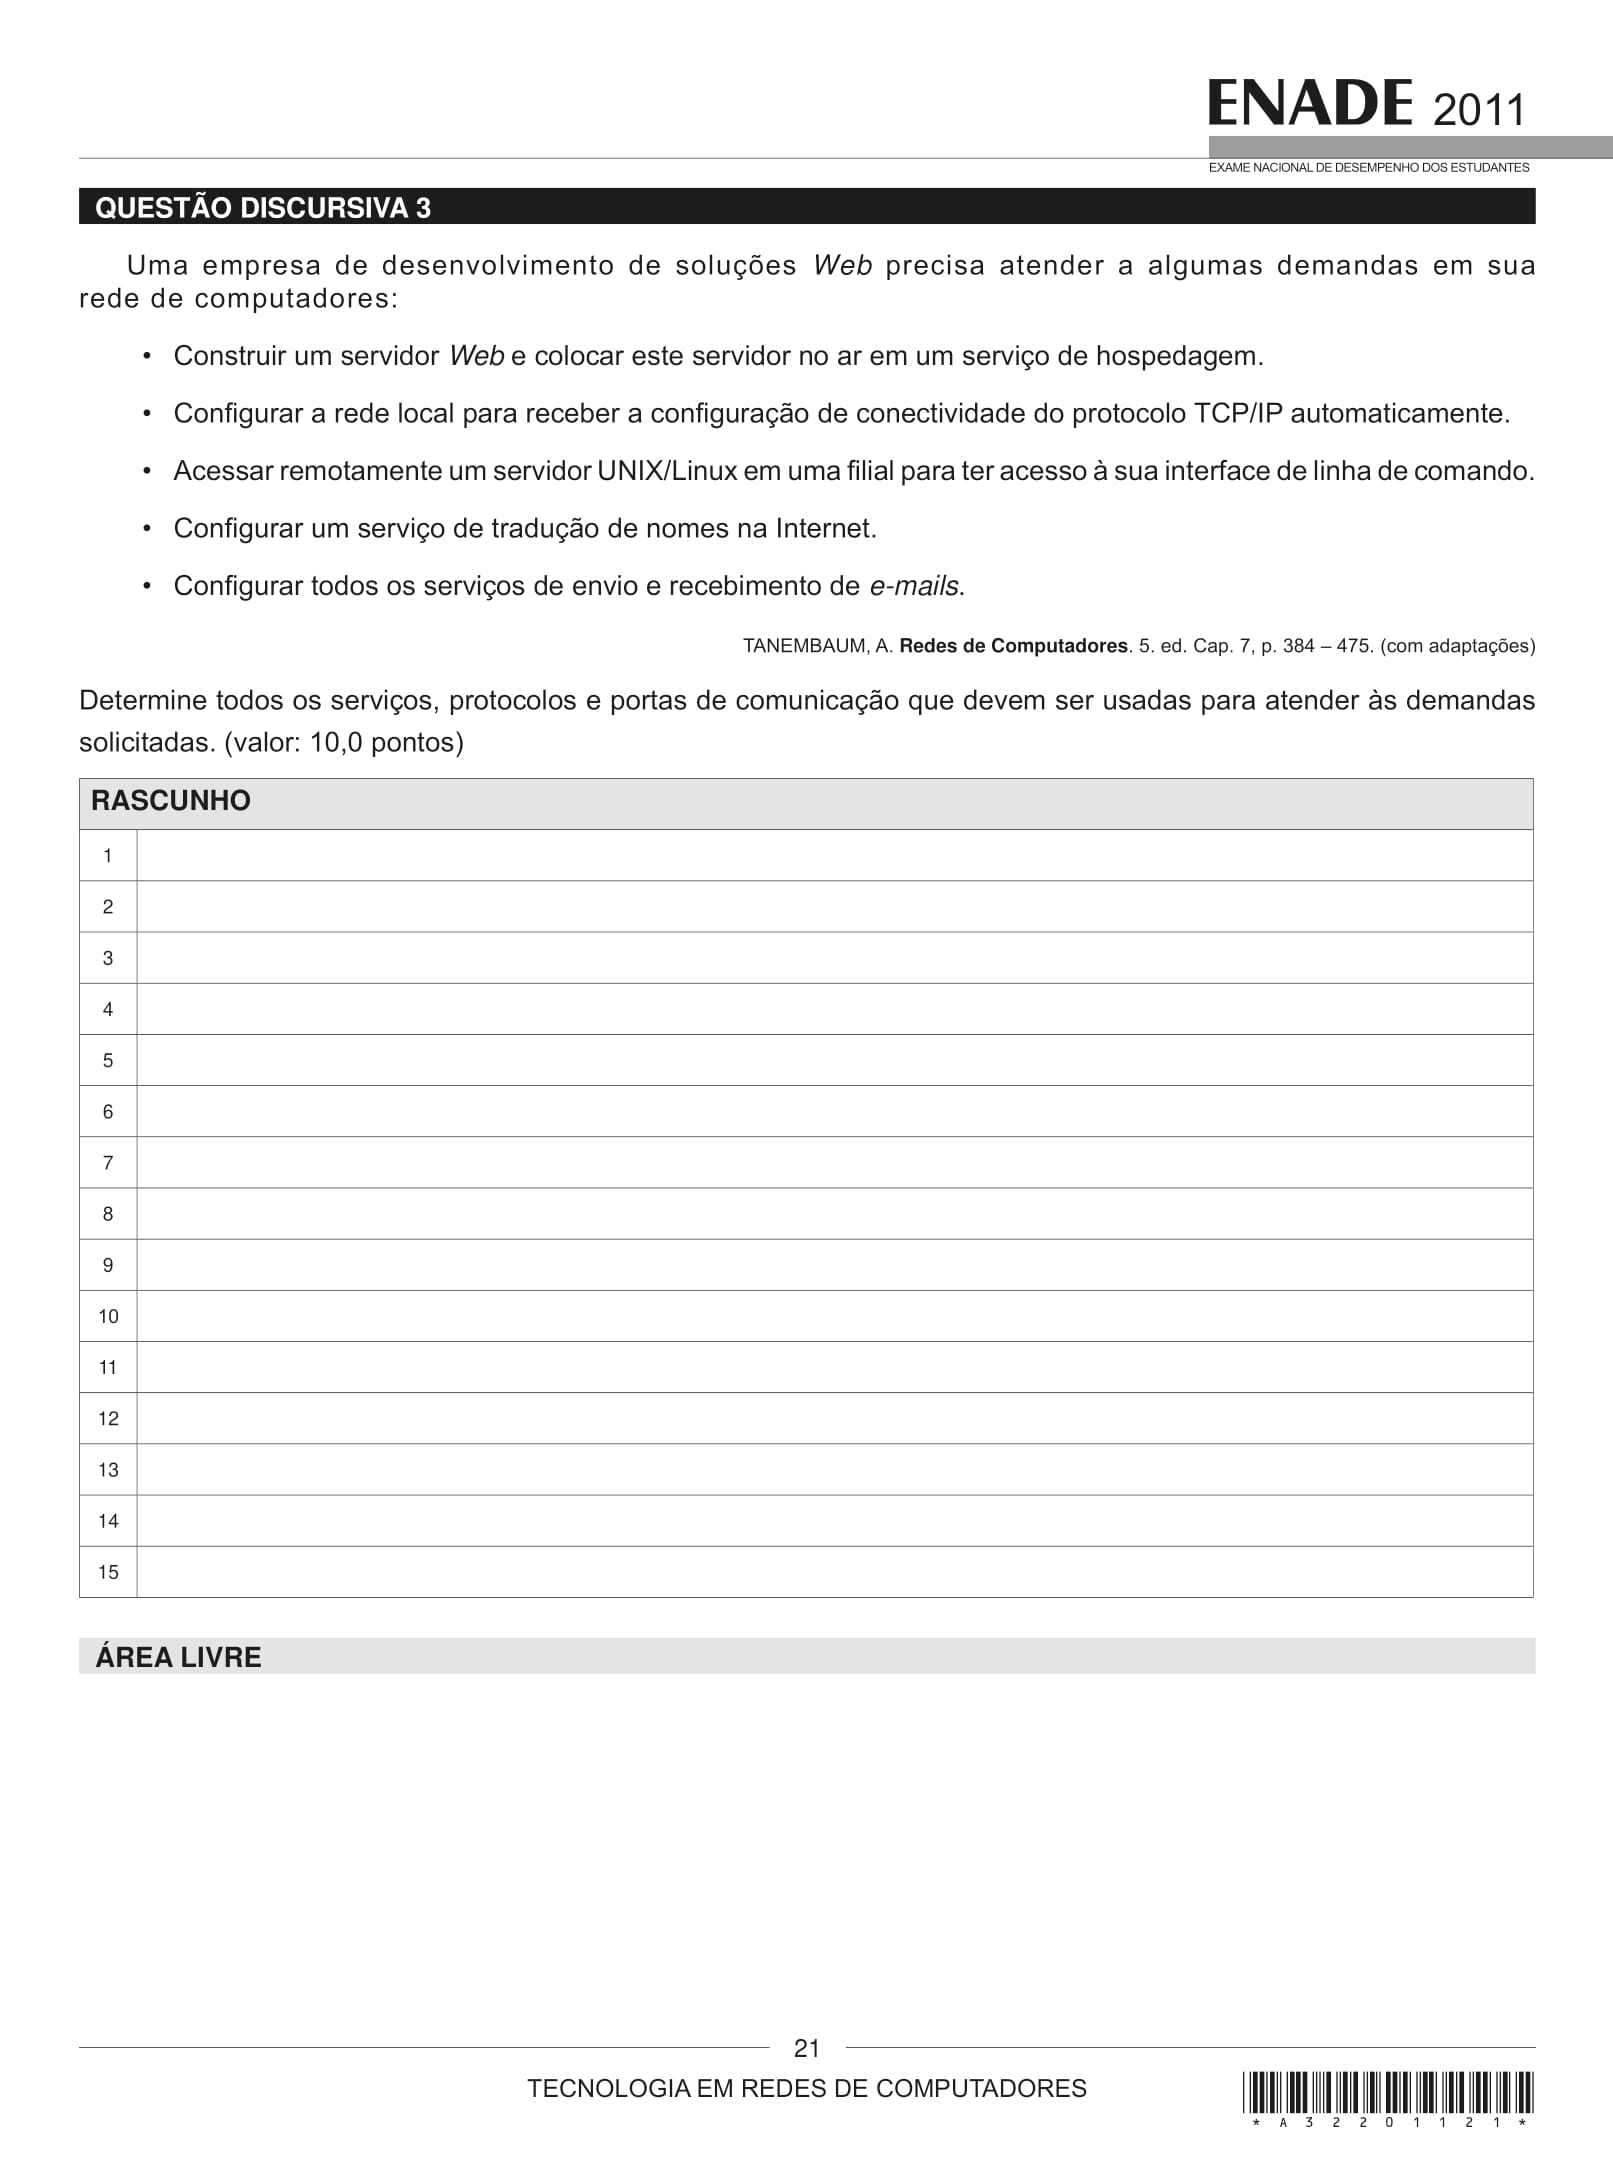 ENADE 2011
EXAME NACIONAL DE DESEMPENHO DOS ESTUDANTES
QUESTÃO DISCURSIVA 3
Uma empresa de desenvolvimento de soluções Web precisa atender a algumas demandas em sua
rede de computadores:
• Construir um servidor Web e colocar este servidor no ar em um serviço de hospedagem.
• Configurar a rede local para receber a configuração de conectividade do protocolo TCP/IP automaticamente.
• Acessar remotamente um servidor UNIX/Linux em uma filial para ter acesso à sua interface de linha de comando.
• Configurar um serviço de tradução de nomes na Internet.
• Configurar todos os serviços de envio e recebimento de e-mails.
TANEMBAUM, A. Redes de Computadores. 5. ed. Cap. 7, p. 384 – 475. (com adaptações)
Determine todos os serviços, protocolos e portas de comunicação que devem ser usadas para atender às demandas
solicitadas. (valor: 10,0 pontos)
RASCUNHO
1
2
3
4
5
6
7
8
9
10
11
12
13
14
15
ÁREA LIVRE
21
TECNOLOGIA EM REDES DE COMPUTADORES
* A 3 2 2 0 1 1 2 1 *